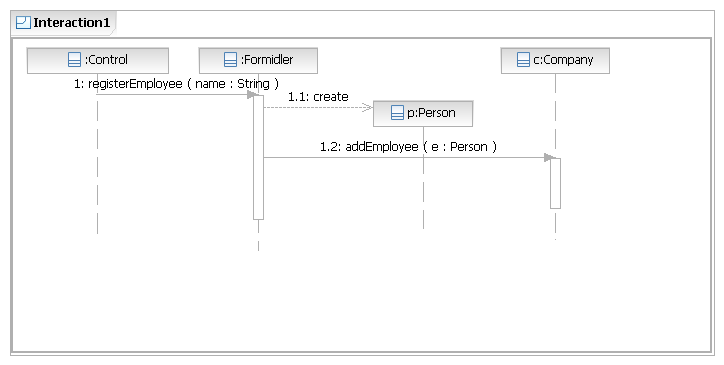 Interaction1
:Control
:Formidler
c:Company
1: registerEmployee ( name : String )
1.1: create
p:Person
1.2: addEmployee ( e : Person )